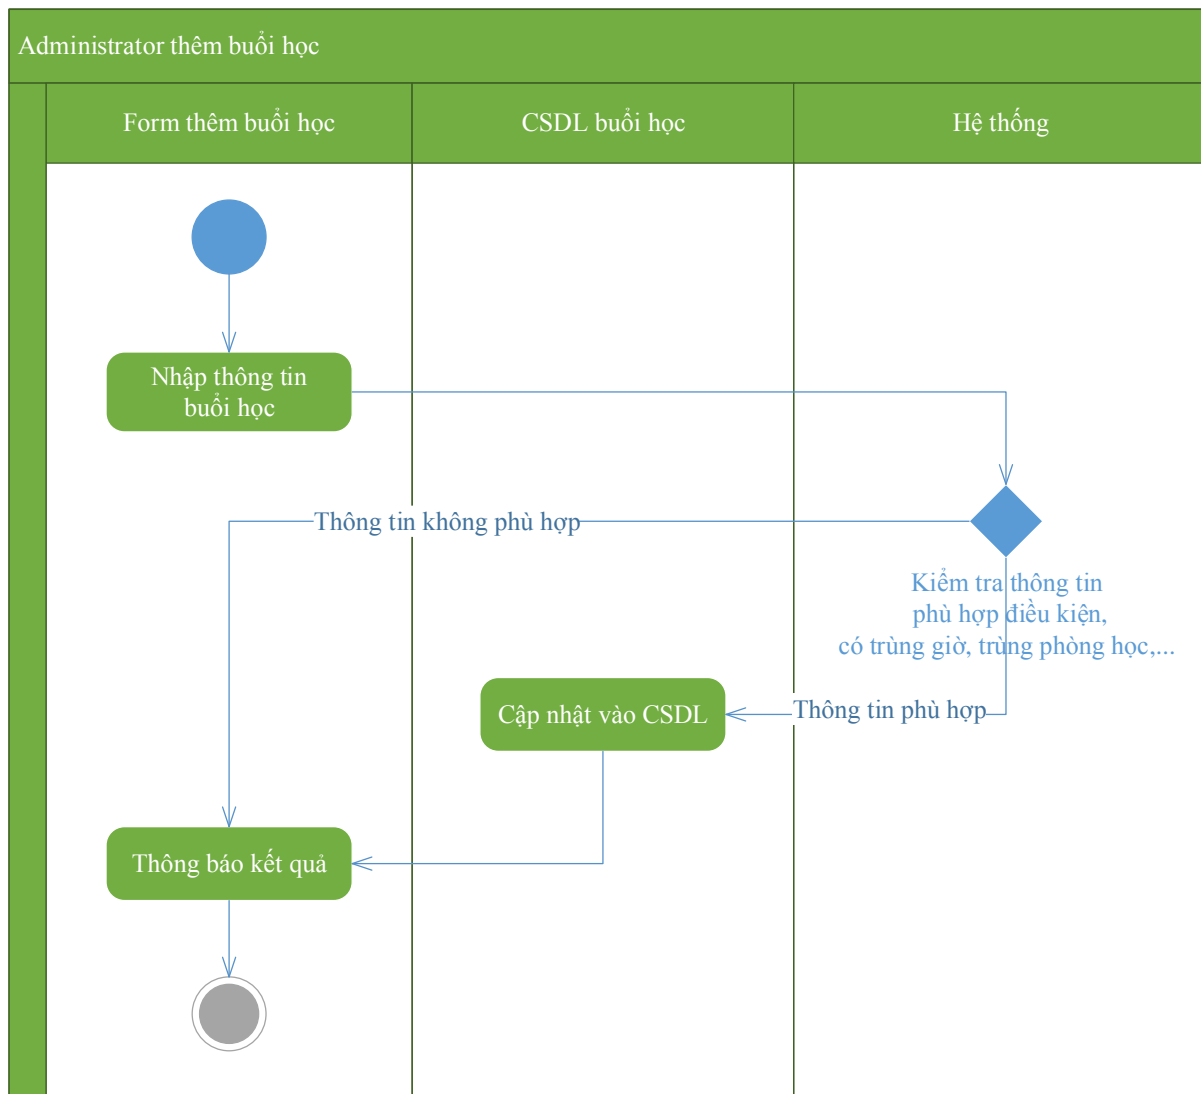 Administrator thêm buổi học
Form thêm buổi học
CSDL buổi học
Hệ thống
Nhập thông tin
buổi học
Thông tin không phù hợp
Kiểm tra thông tin
phù hợp điều kiện,
có trùng giờ, trùng phòng học,...
Cập nhật vào CSDL
Thông tin phù hợp
Thông báo kết quả